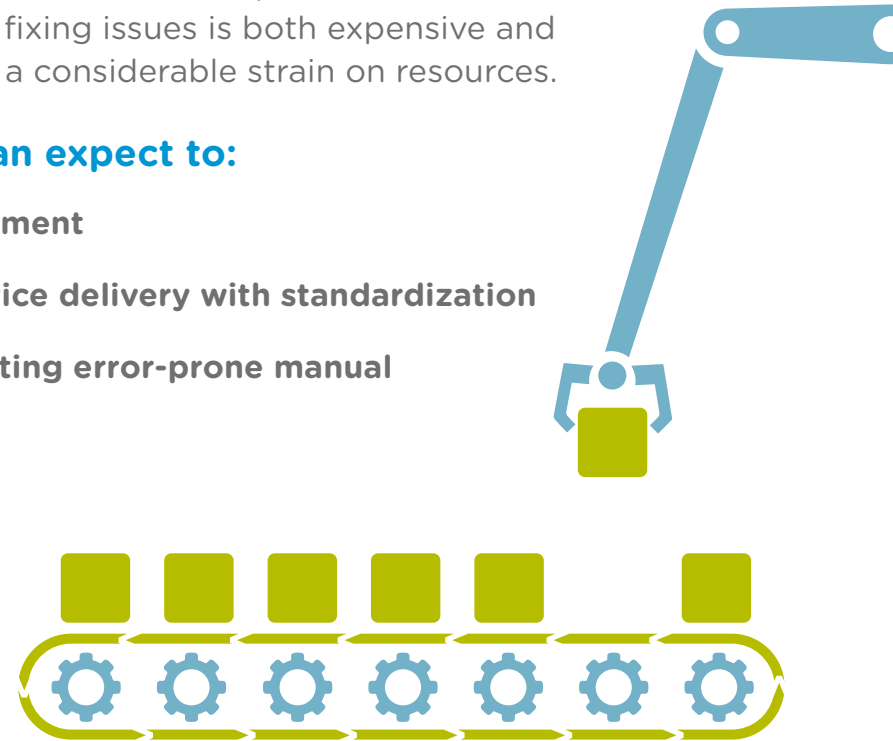 fixing issues is both expensive and
a considerable strain on resources.
an expect to:
ment
ice delivery with standardization
ting error-prone manual